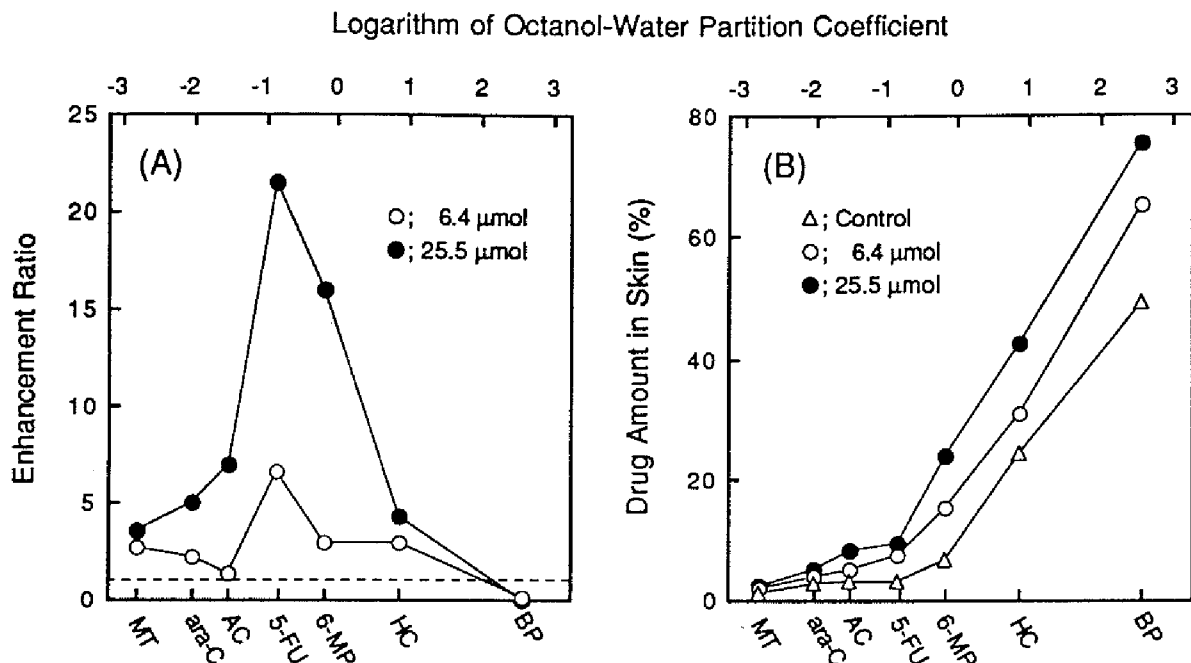 Logarithm of Octanol-Water Partition Coefficient
-3 -2 -1 0 1 2 3
25
20
15
10
5
0
Enhancement Ratio
(A)
○; 6.4 μmol
●; 25.5 μmol
MT ara-C AC 5-FU 6-MP HC BP
-3 -2 -1 0 1 2 3
80
60
40
20
0
Drug Amount in Skin (%)
(B)
△; Control
○; 6.4 μmol
●; 25.5 μmol
MT ara-C AC 5-FU 6-MP HC BP